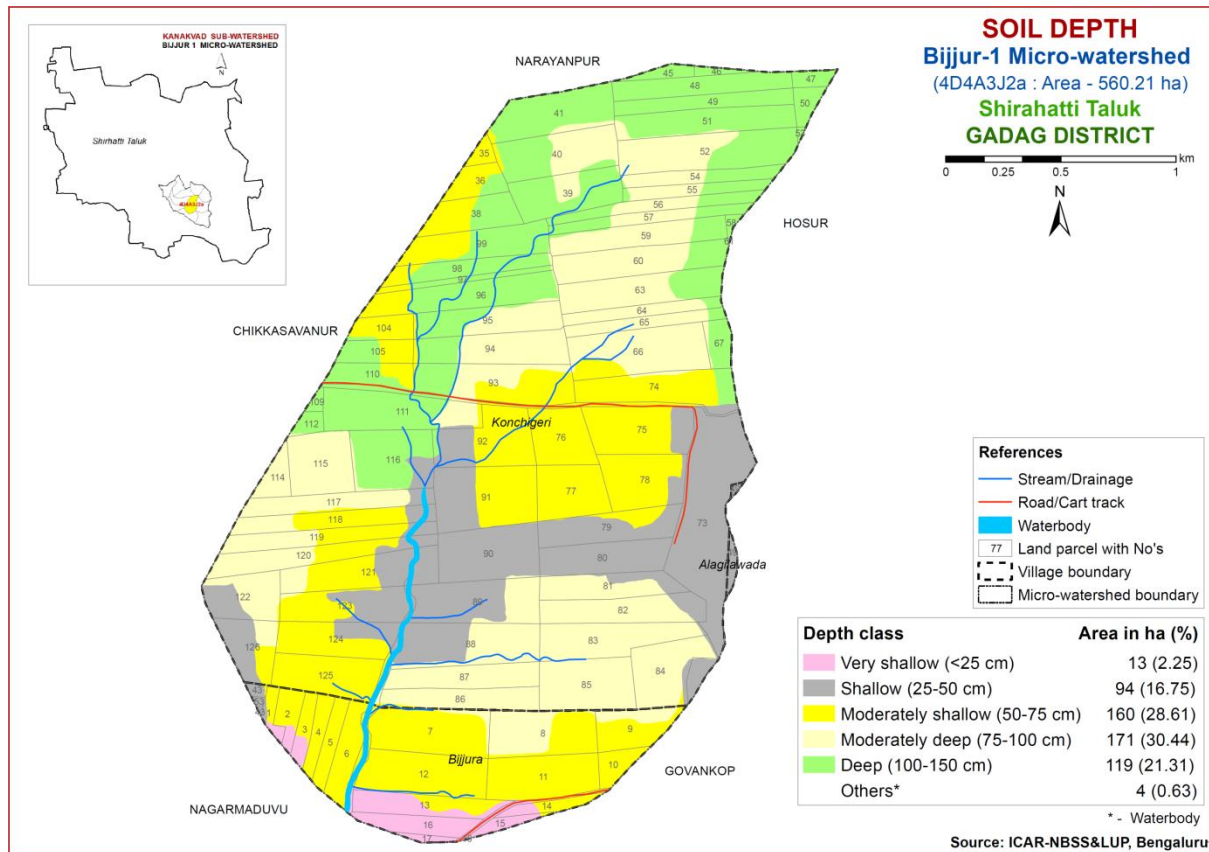 KANAKVAD SUB-WATERSHED
BIJJUR 1 MICRO-WATERSHED
N
Shirhatti Taluk
4D4A3J2a
SOIL DEPTH
Bijjur-1 Micro-watershed
(4D4A3J2a : Area - 560.21 ha)
Shirahatti Taluk
GADAG DISTRICT
km
0 0.25 0.5 1
N
NARAYANPUR
HOSUR
CHIKKASAVANUR
GOVANKOP
NAGARMADUVU
45 46 47
48
41 49 50
51
53
35 40 52
36 39 54
55
56
38 57 58
59 61
99
98 60
97
96 63
64
95 65
104
105 94 66 67
110 93 74
109 111
112 Konchigeri
92 76 75
116
115
114 77 78
91
117
118 79 73
119 90 80
120
121 Alagilawada
81
122 123 89 82
124 88 83
126
125 87 85 84
86
43
1 2 3 4 5 6 7 8 9
Bijjura 10
12 11
13 14
16 15
17
References
Stream/Drainage
Road/Cart track
Waterbody
77 Land parcel with No's
Village boundary
Micro-watershed boundary
Depth class Area in ha (%)
Very shallow (<25 cm) 13 (2.25)
Shallow (25-50 cm) 94 (16.75)
Moderately shallow (50-75 cm) 160 (28.61)
Moderately deep (75-100 cm) 171 (30.44)
Deep (100-150 cm) 119 (21.31)
Others* 4 (0.63)
* - Waterbody
Source: ICAR-NBSS&LUP, Bengaluru